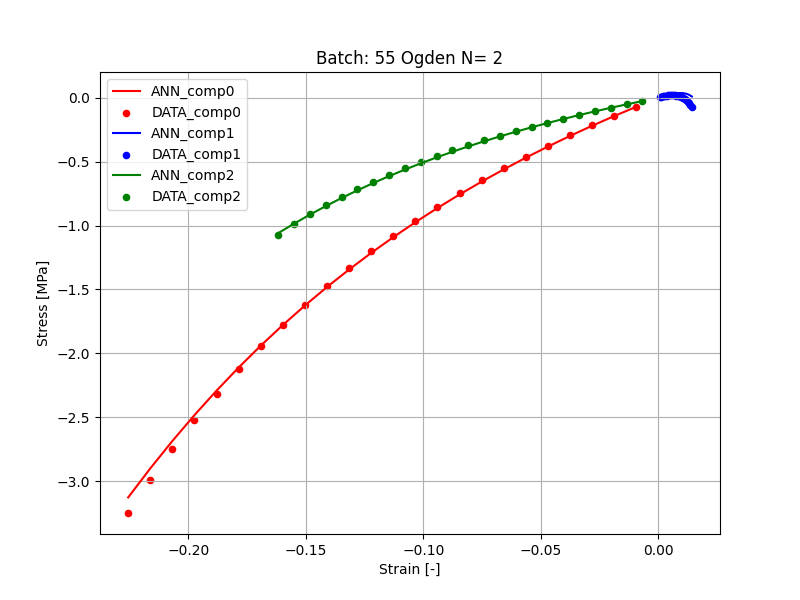 Batch: 55 Ogden N= 2
ANN_comp0
DATA_comp0
ANN_comp1
DATA_comp1
ANN_comp2
DATA_comp2
0.0
−0.5
−1.0
−1.5
−2.0
−2.5
−3.0
Stress [MPa]
−0.20
−0.15
−0.10
−0.05
0.00
Strain [-]